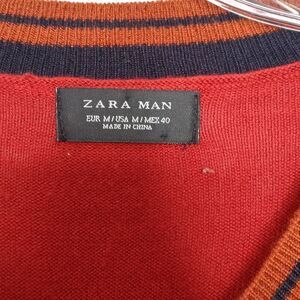 ZARA MAN
EUR M / USA M / MEX 40
MADE IN CHINA